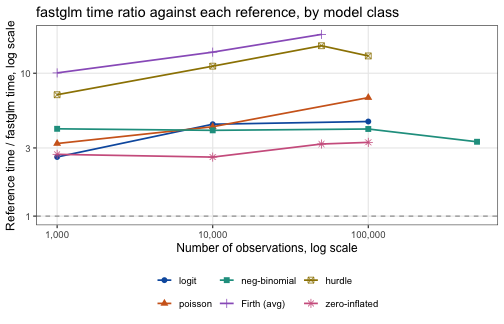 fastglm time ratio against each reference, by model class
Reference time / fastglm time, log scale
10
3
1
1,000
10,000
100,000
Number of observations, log scale
logit
neg-binomial
hurdle
poisson
Firth (avg)
zero-inflated